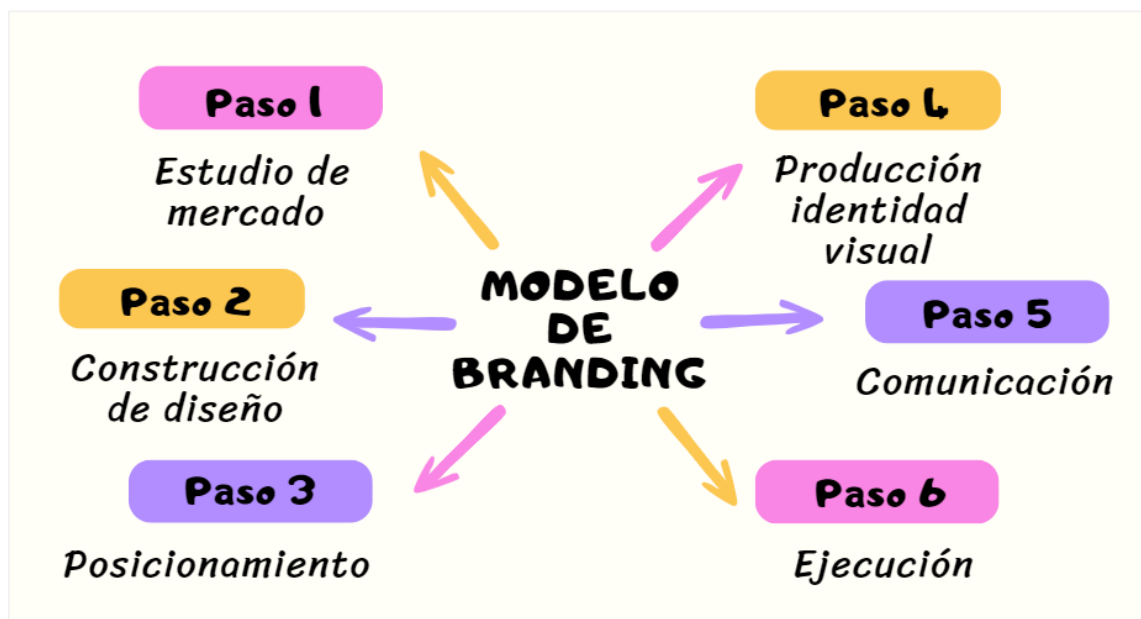 Paso 1
Estudio de
mercado
Paso 2
Construcción
de diseño
Paso 3
Posicionamiento
MODELO
DE
BRANDING
Paso 4
Producción
identidad
visual
Paso 5
Comunicación
Paso 6
Ejecución